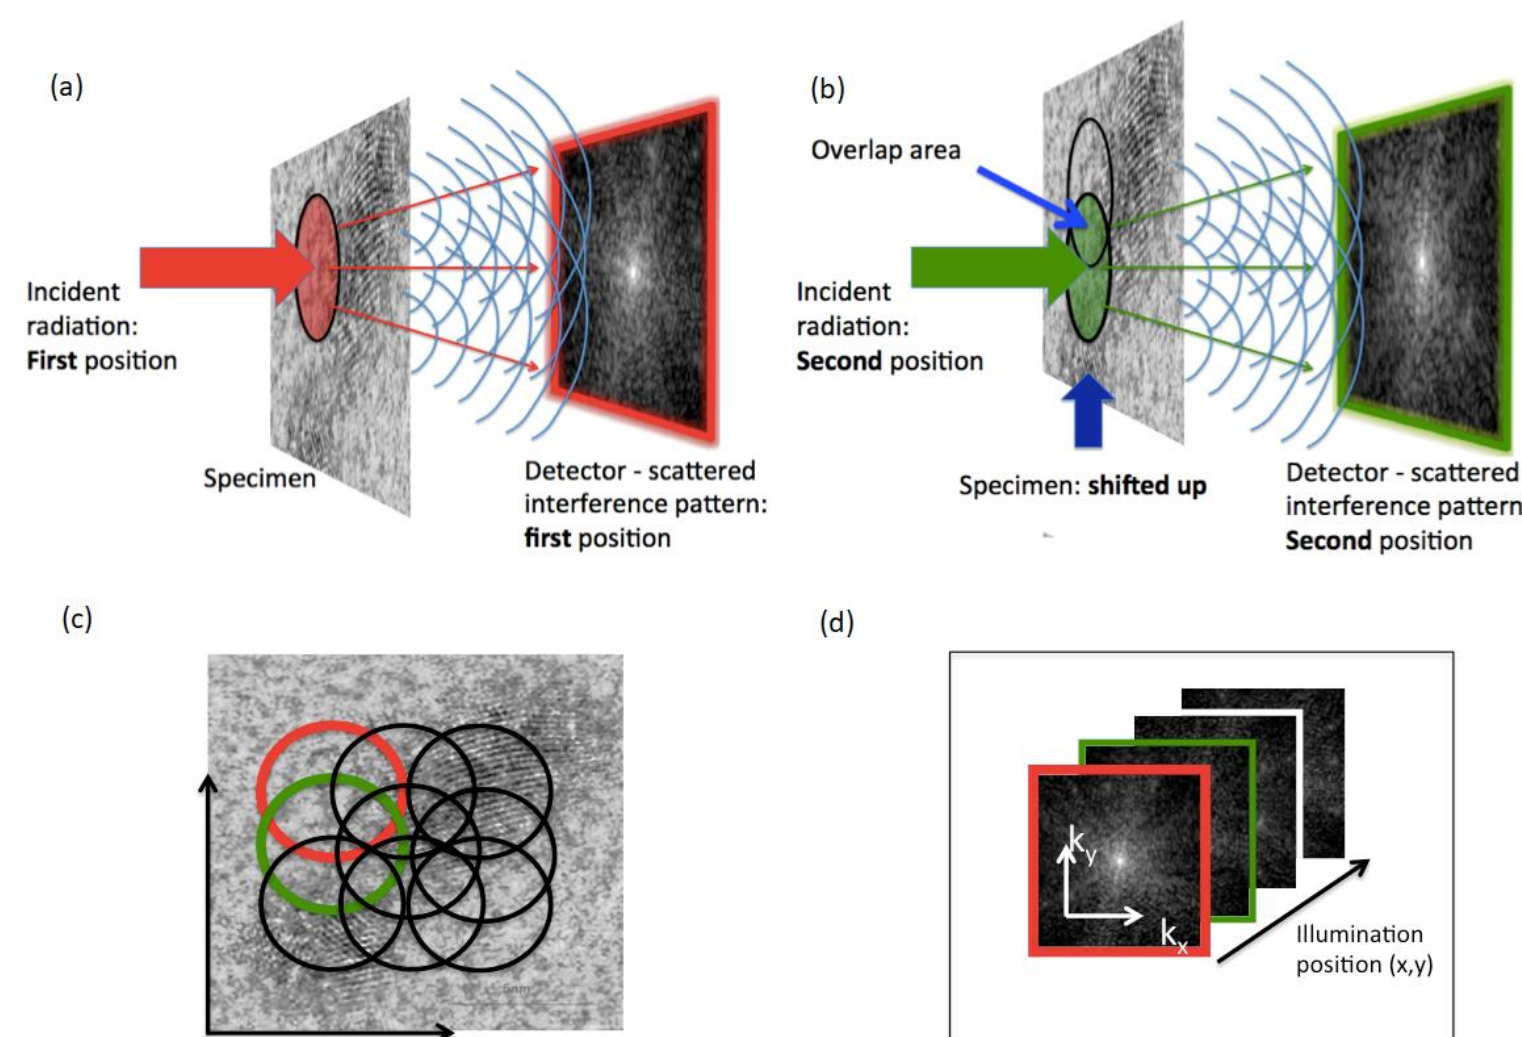 (a)
Incident
radiation:
First position
Specimen
Detector - scattered
interference pattern:
first position
(b)
Overlap area
Incident
radiation:
Second position
Specimen: shifted up
Detector - scattered
interference pattern
Second position
(c)
5nm
(d)
ky
kx
Illumination
position (x,y)